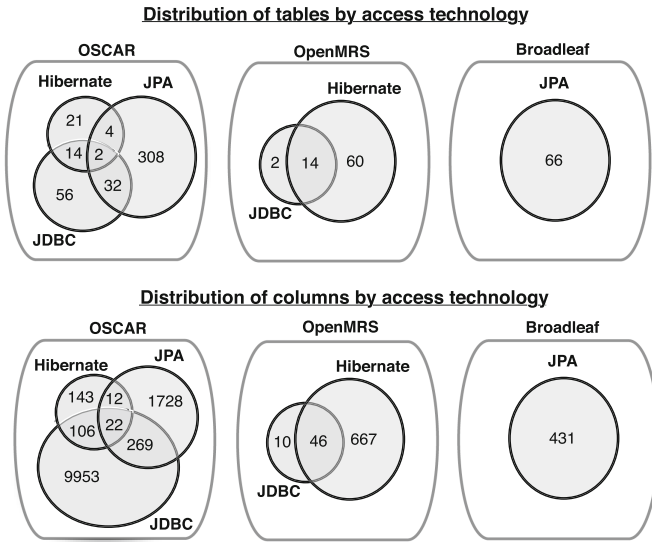 Distribution of tables by access technology
OSCAR
OpenMRS
Broadleaf
Hibernate
JPA
21
4
14
2
308
56
32
JDBC
Hibernate
2
14
60
JDBC
JPA
66
Distribution of columns by access technology
OSCAR
OpenMRS
Broadleaf
Hibernate
JPA
143
12
1728
106
22
269
9953
JDBC
Hibernate
10
46
667
JDBC
JPA
431